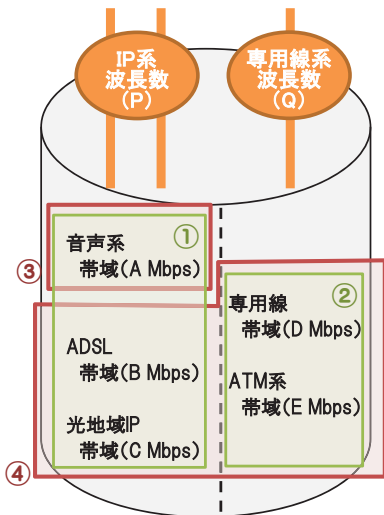 IP系
波長数
(P)
専用線系
波長数
(Q)
①
音声系
帯域(A Mbps)
③
②
専用線
帯域(D Mbps)
ADSL
帯域(B Mbps)
ATM系
帯域(E Mbps)
光地域IP
帯域(C Mbps)
④